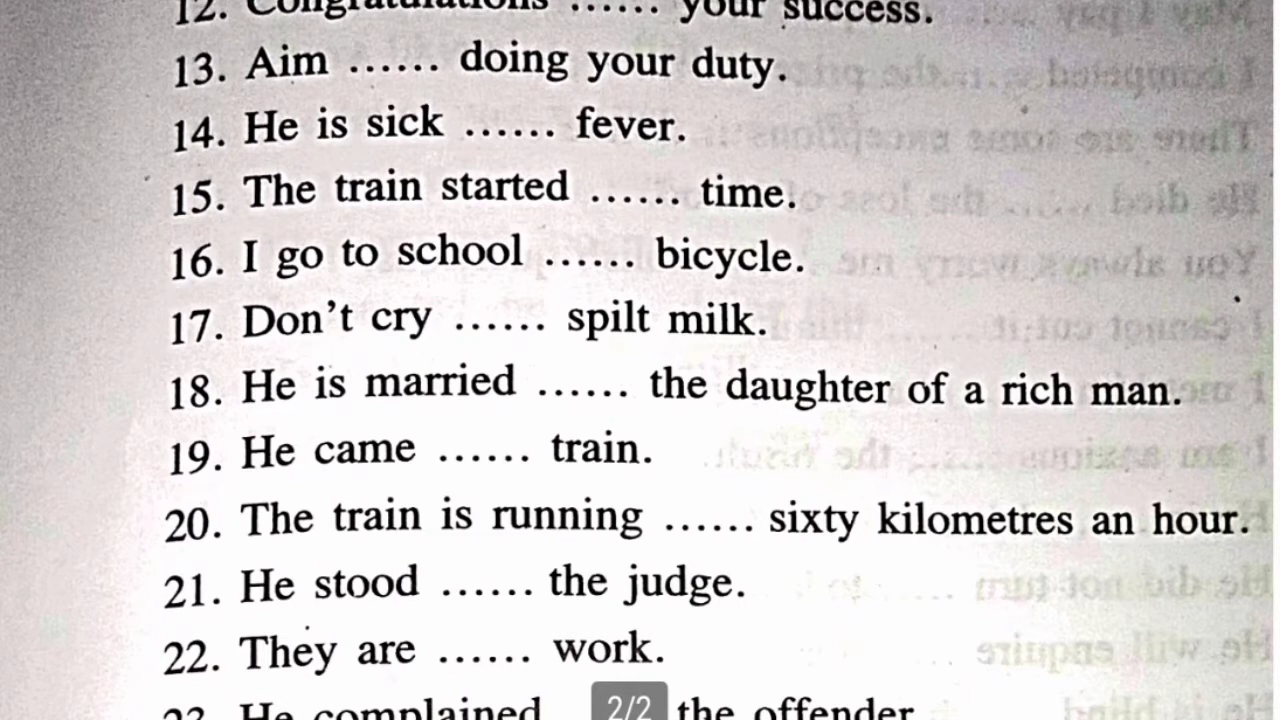 12. Congratulations ...... your success.
13. Aim ...... doing your duty.
14. He is sick ...... fever.
15. The train started ...... time.
16. I go to school ...... bicycle.
17. Don't cry ...... spilt milk.
18. He is married ...... the daughter of a rich man.
19. He came ...... train.
20. The train is running ...... sixty kilometres an hour.
21. He stood ...... the judge.
22. They are ...... work.
23. He complained the offender
2/2